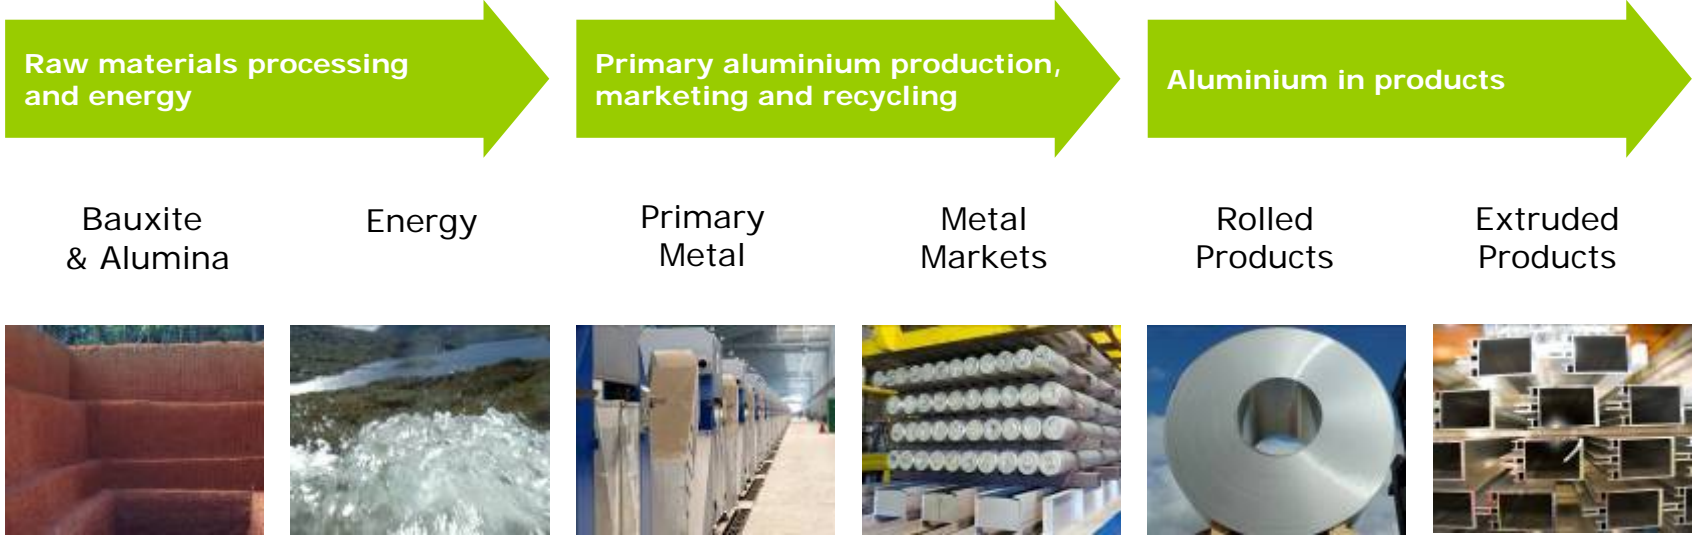 Raw materials processing
and energy
Primary aluminium production,
marketing and recycling
Aluminium in products
Bauxite
& Alumina
Energy
Primary
Metal
Metal
Markets
Rolled
Products
Extruded
Products